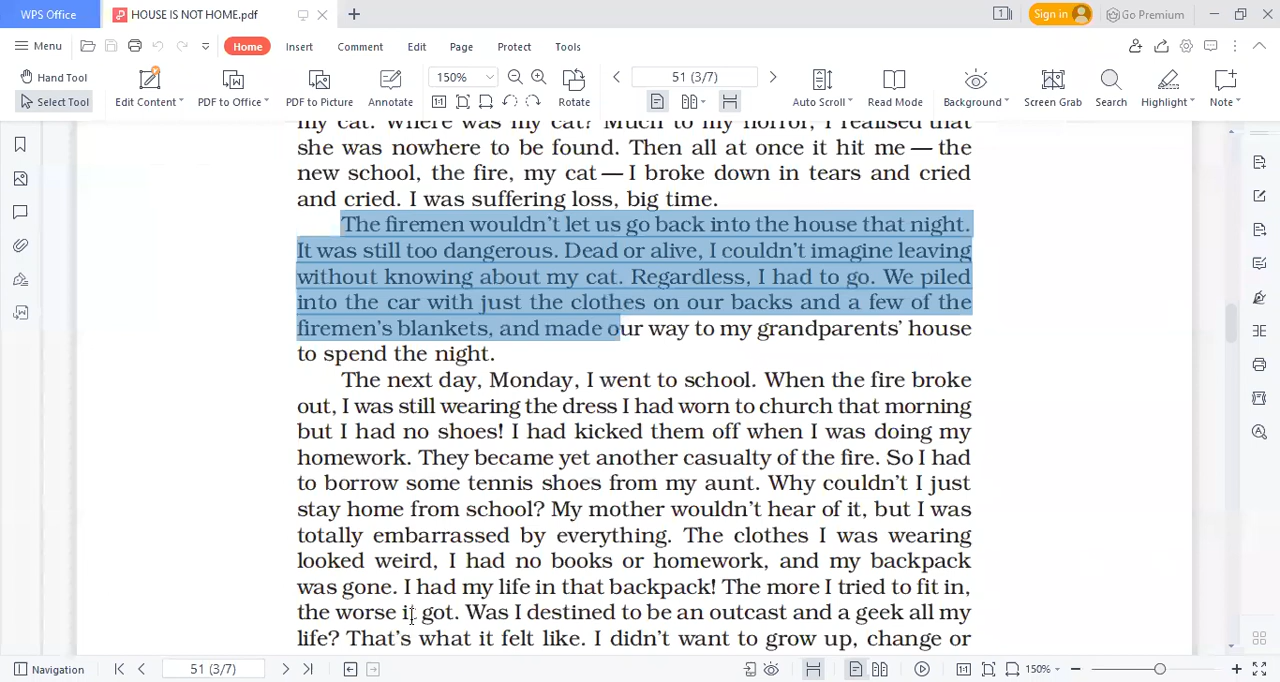 WPS Office
HOUSE IS NOT HOME.pdf
Sign in
Go Premium
Menu
Home
Insert
Comment
Edit
Page
Protect
Tools
Hand Tool
Select Tool
Edit Content
PDF to Office
PDF to Picture
Annotate
150%
Rotate
51 (3/7)
Auto Scroll
Read Mode
Background
Screen Grab
Search
Highlight
Note
my cat. Where was my cat? Much to my horror, I realised that
she was nowhere to be found. Then all at once it hit me — the
new school, the fire, my cat — I broke down in tears and cried
and cried. I was suffering loss, big time.
The firemen wouldn't let us go back into the house that night.
It was still too dangerous. Dead or alive, I couldn't imagine leaving
without knowing about my cat. Regardless, I had to go. We piled
into the car with just the clothes on our backs and a few of the
firemen's blankets, and made our way to my grandparents' house
to spend the night.
The next day, Monday, I went to school. When the fire broke
out, I was still wearing the dress I had worn to church that morning
but I had no shoes! I had kicked them off when I was doing my
homework. They became yet another casualty of the fire. So I had
to borrow some tennis shoes from my aunt. Why couldn't I just
stay home from school? My mother wouldn't hear of it, but I was
totally embarrassed by everything. The clothes I was wearing
looked weird, I had no books or homework, and my backpack
was gone. I had my life in that backpack! The more I tried to fit in,
the worse it got. Was I destined to be an outcast and a geek all my
life? That's what it felt like. I didn't want to grow up, change or
Navigation
51 (3/7)
150%